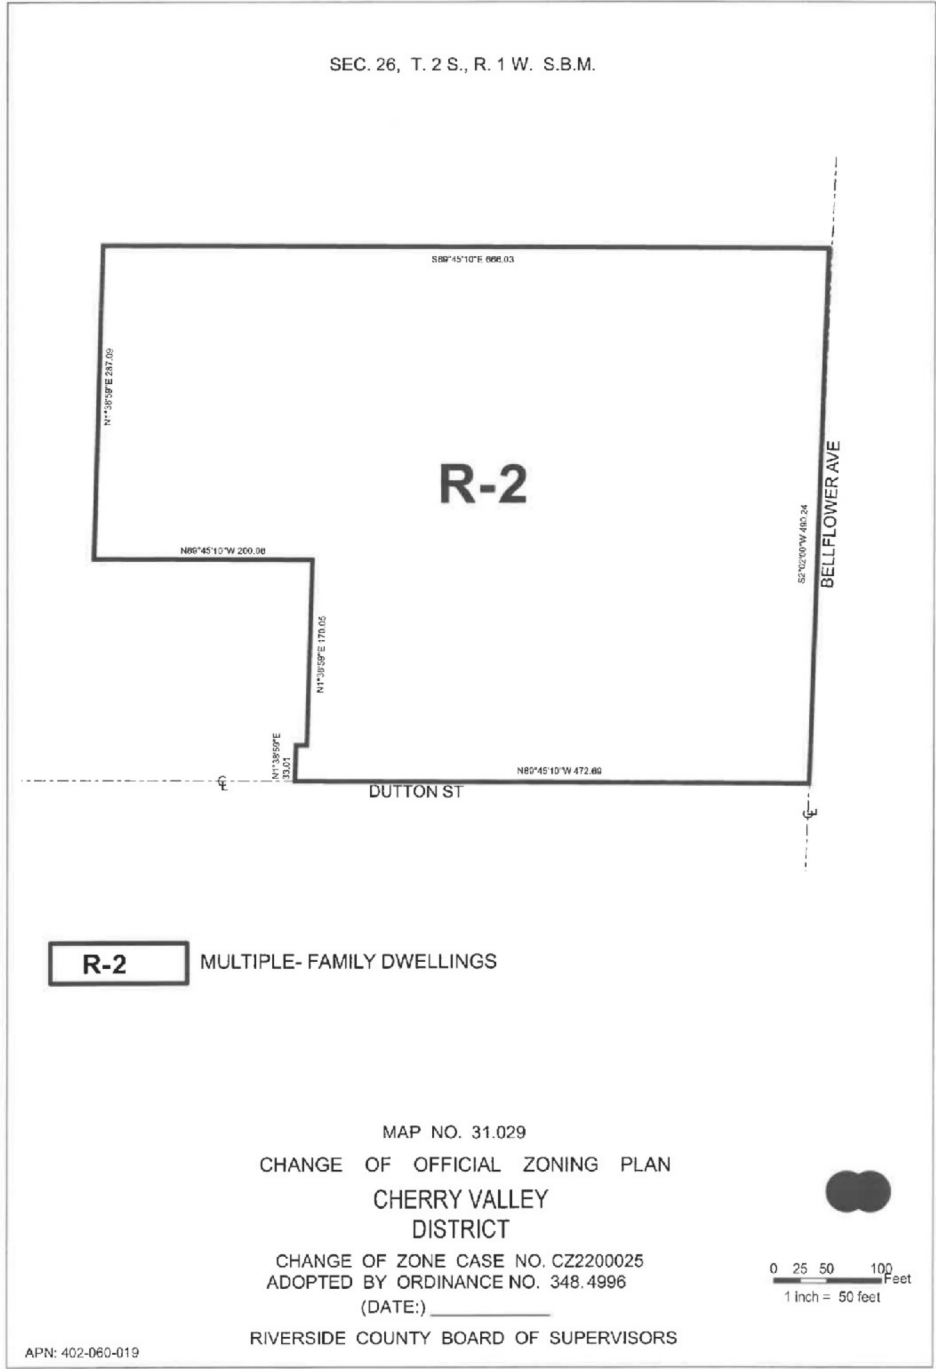 SEC. 26, T. 2 S., R. 1 W. S.B.M.
S89°45'10"E 666.03
N1°38'59"E 287.09
R-2
BELLFLOWER AVE
S2°02'00"W 490.24
N89°45'10"W 200.08
N1°38'59"E 170.05
N1°38'59"E
33.01
N89°45'10"W 472.69
DUTTON ST
R-2 MULTIPLE- FAMILY DWELLINGS
MAP NO. 31.029
CHANGE OF OFFICIAL ZONING PLAN
CHERRY VALLEY
DISTRICT
CHANGE OF ZONE CASE NO. CZ2200025
ADOPTED BY ORDINANCE NO. 348.4996
(DATE:) ____________
RIVERSIDE COUNTY BOARD OF SUPERVISORS
0 25 50 100
Feet
1 inch = 50 feet
APN: 402-060-019